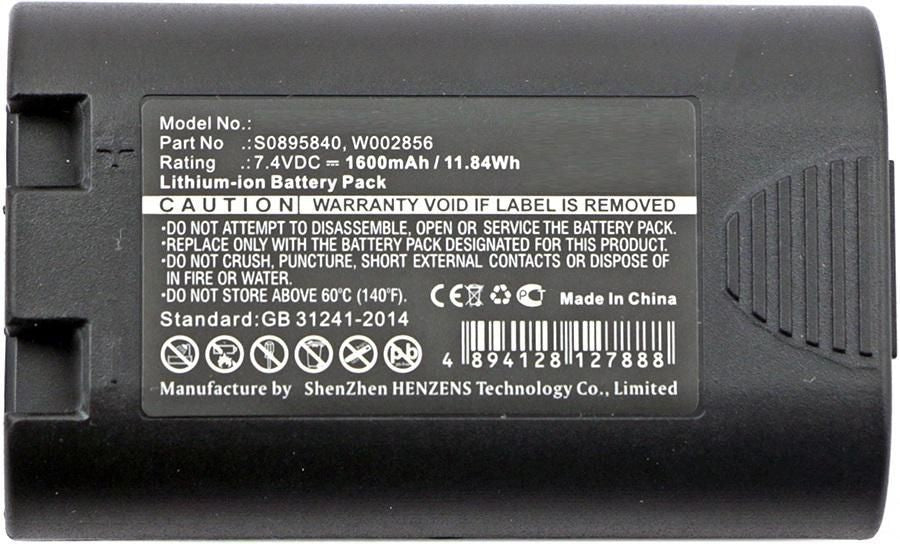 Model No.:
Part No .: S0895840, W002856
Rating .: 7.4VDC ⎓ 1600mAh / 11.84Wh
Lithium-ion Battery Pack
CAUTION WARRANTY VOID IF LABEL IS REMOVED
•DO NOT ATTEMPT TO DISASSEMBLE, OPEN OR SERVICE THE BATTERY PACK.
•REPLACE ONLY WITH THE BATTERY PACK DESIGNATED FOR THIS PRODUCT.
•DO NOT CRUSH, PUNCTURE, SHORT EXTERNAL CONTACTS OR DISPOSE OF
IN FIRE OR WATER.
•DO NOT STORE ABOVE 60°C (140°F).
CE Made In China
Standard:GB 31241-2014
Pb
4 894128 127888
Manufacture by ShenZhen HENZENS Technology Co., Limited